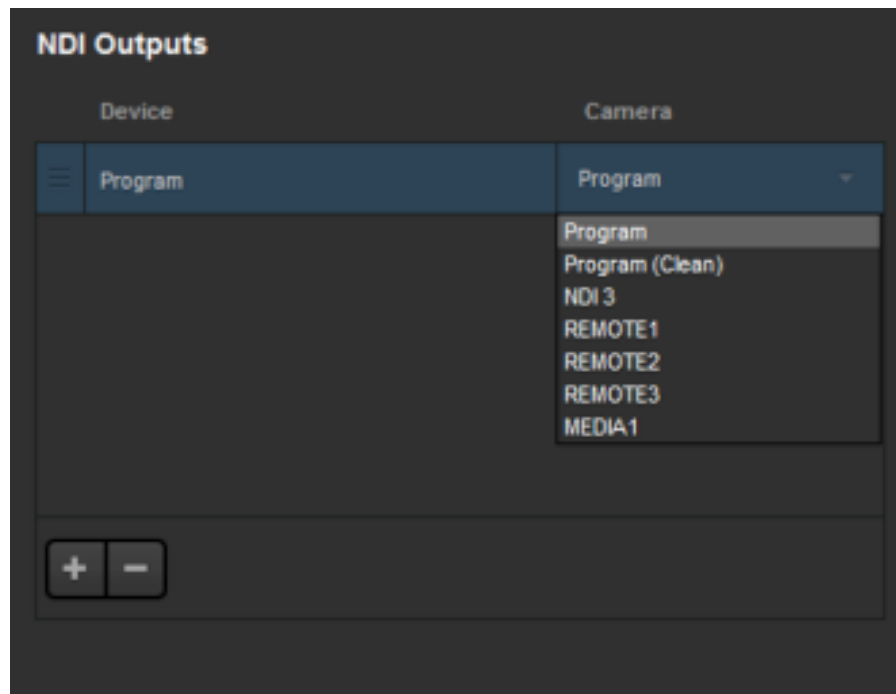 NDI Outputs
Device Camera
Program Program
Program
Program (Clean)
NDI 3
REMOTE1
REMOTE2
REMOTE3
MEDIA1
+ −